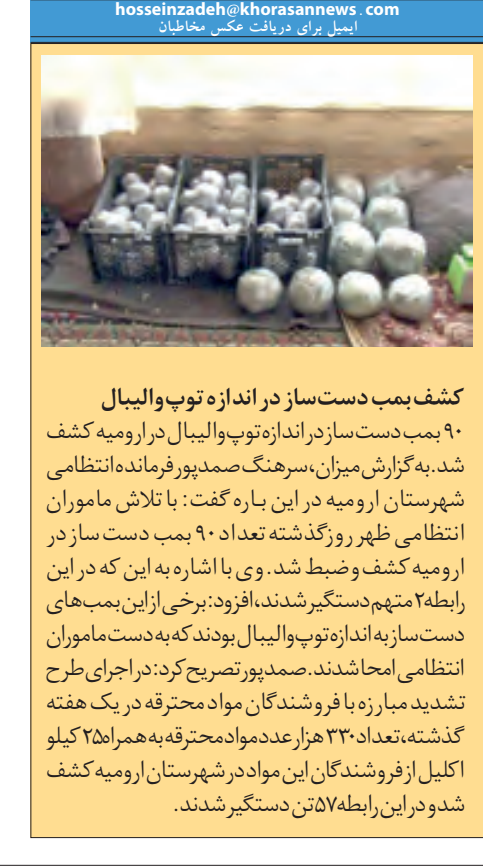 hosseinzadeh@khorasannews.com
ایمیل برای دریافت عکس مخاطبان
کشف بمب دست‌ساز در اندازه توپ والیبال
۹۰ بمب دست‌ساز در اندازه توپ والیبال در ارومیه کشف
شد. به گزارش میزان، سرهنگ صمدپور فرمانده انتظامی
شهرستان ارومیه در این باره گفت: با تلاش ماموران
انتظامی ظهر روز گذشته تعداد ۹۰ بمب دست ساز در
ارومیه کشف و ضبط شد. وی با اشاره به این که در این
رابطه ۲ متهم دستگیر شدند، افزود: برخی از این بمب‌های
دست‌ساز به اندازه توپ والیبال بودند که به دست ماموران
انتظامی امحا شدند. صمدپور تصریح کرد: در اجرای طرح
تشدید مبارزه با فروشندگان مواد محترقه در یک هفته
گذشته، تعداد ۳۳۰ هزار عدد مواد محترقه به همراه ۲۵ کیلو
اکلیل از فروشندگان این مواد در شهرستان ارومیه کشف
شد و در این رابطه ۵۷ تن دستگیر شدند.